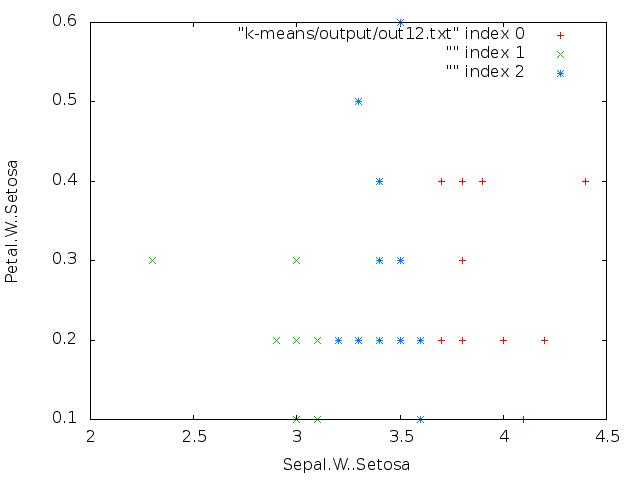 "k-means/output/out12.txt" index 0
"" index 1
"" index 2
0.6
0.5
0.4
0.3
0.2
0.1
2
2.5
3
3.5
4
4.5
Petal.W..Setosa
Sepal.W..Setosa